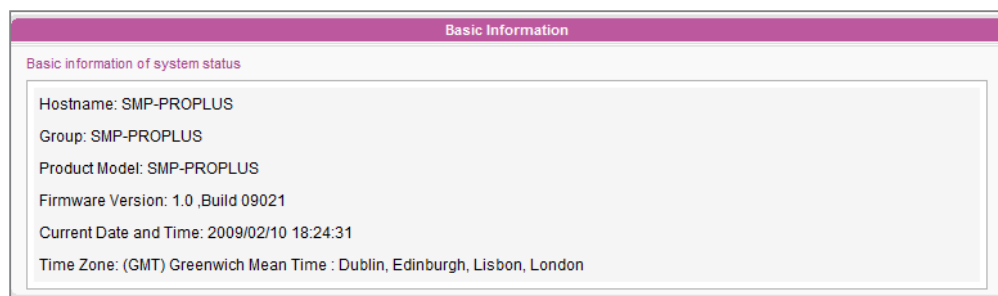 Basic Information
Basic information of system status
Hostname: SMP-PROPLUS
Group: SMP-PROPLUS
Product Model: SMP-PROPLUS
Firmware Version: 1.0 ,Build 09021
Current Date and Time: 2009/02/10 18:24:31
Time Zone: (GMT) Greenwich Mean Time : Dublin, Edinburgh, Lisbon, London